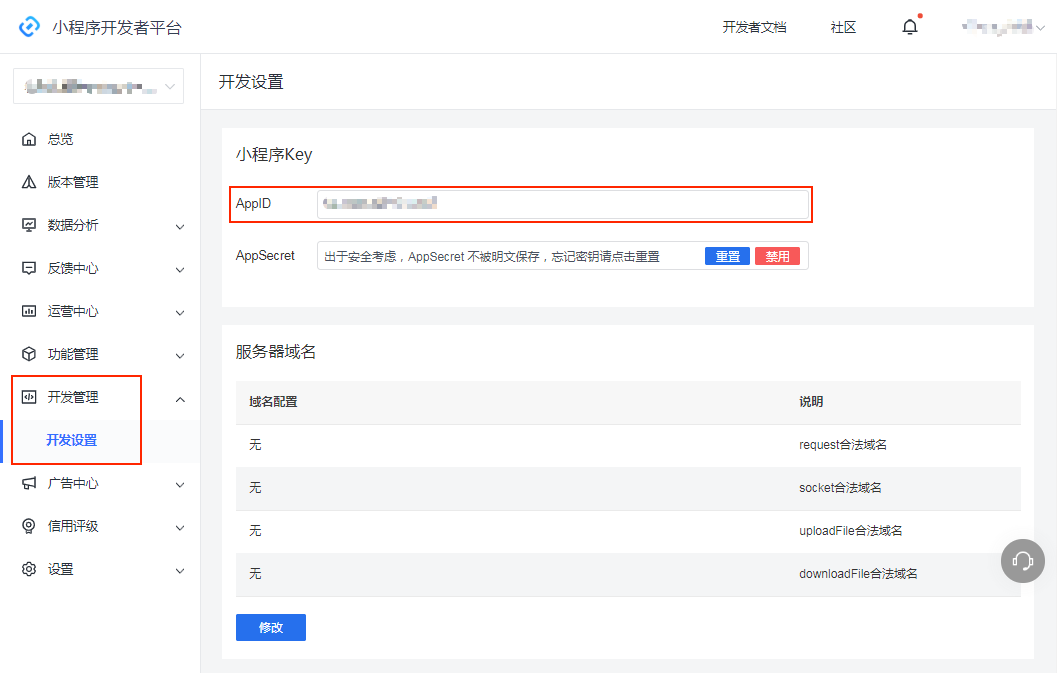 小程序开发者平台
开发者文档
社区
总览
版本管理
数据分析
反馈中心
运营中心
功能管理
开发管理
开发设置
广告中心
信用评级
设置
开发设置
小程序Key
AppID
AppSecret 出于安全考虑，AppSecret 不被明文保存，忘记密钥请点击重置 重置 禁用
服务器域名
域名配置 说明
无 request合法域名
无 socket合法域名
无 uploadFile合法域名
无 downloadFile合法域名
修改